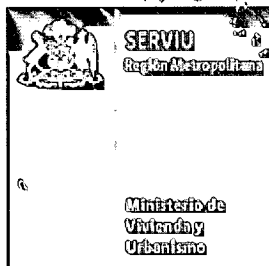 SERVIU
Región Metropolitana
Ministerio de
Vivienda y
Urbanismo